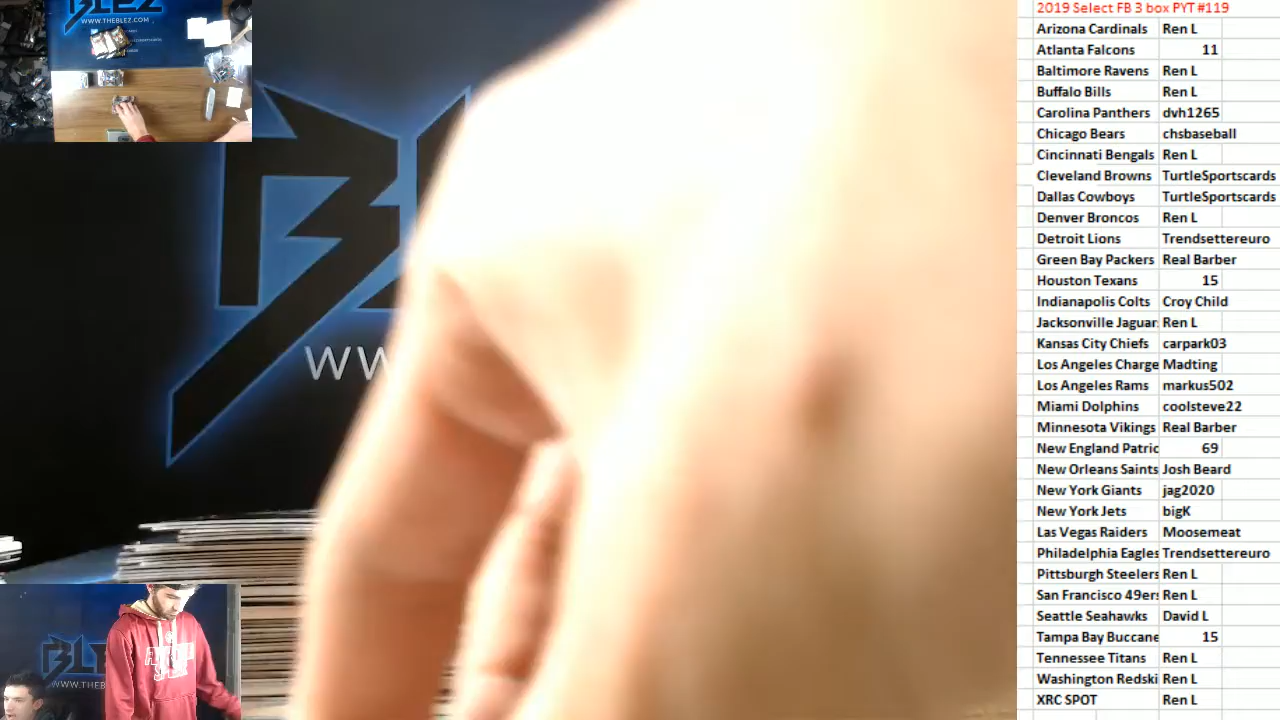 BLEZ
WWW.THEBLEZ.COM
WW
BL
WWW.THEB
2019 Select FB 3 box PYT #119
Arizona Cardinals Ren L
Atlanta Falcons 11
Baltimore Ravens Ren L
Buffalo Bills Ren L
Carolina Panthers dvh1265
Chicago Bears chsbaseball
Cincinnati Bengals Ren L
Cleveland Browns TurtleSportscards
Dallas Cowboys TurtleSportscards
Denver Broncos Ren L
Detroit Lions Trendsettereuro
Green Bay Packers Real Barber
Houston Texans 15
Indianapolis Colts Croy Child
Jacksonville Jaguar Ren L
Kansas City Chiefs carpark03
Los Angeles Charge Madting
Los Angeles Rams markus502
Miami Dolphins coolsteve22
Minnesota Vikings Real Barber
New England Patric 69
New Orleans Saints Josh Beard
New York Giants jag2020
New York Jets bigK
Las Vegas Raiders Moosemeat
Philadelphia Eagles Trendsettereuro
Pittsburgh Steelers Ren L
San Francisco 49ers Ren L
Seattle Seahawks David L
Tampa Bay Buccane 15
Tennessee Titans Ren L
Washington Redski Ren L
XRC SPOT Ren L